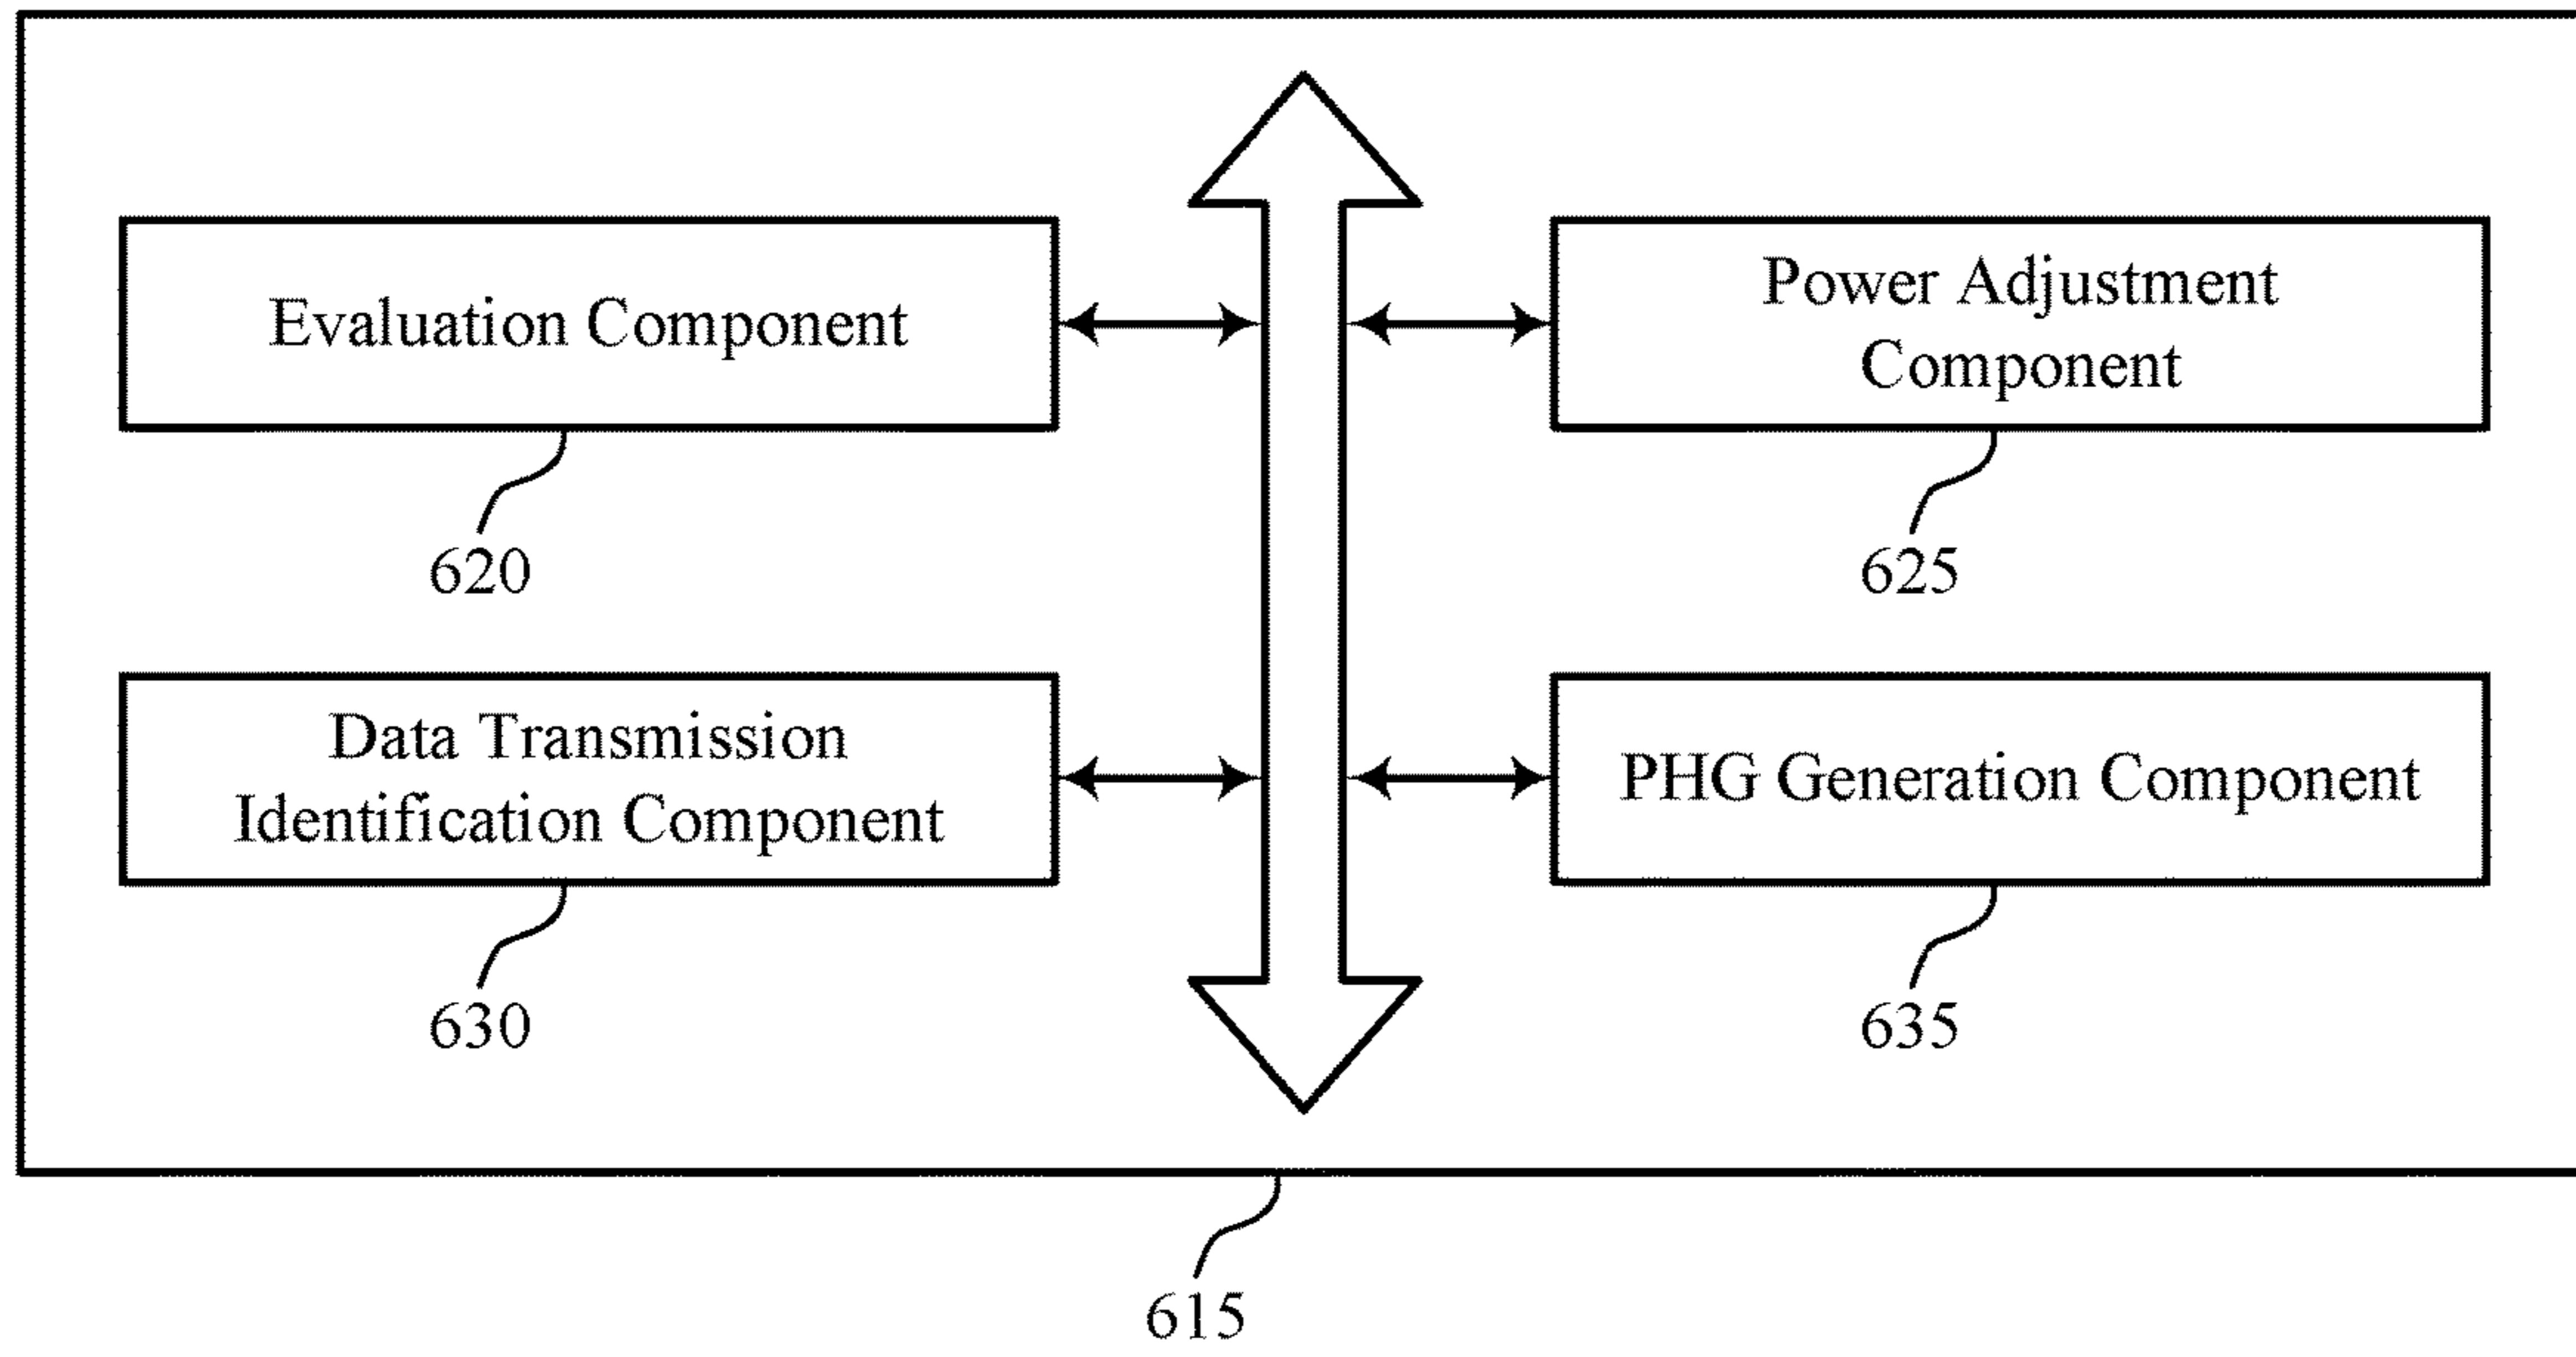 Evaluation Component
Power Adjustment
Component
620
625
Data Transmission
Identification Component
PHG Generation Component
630
635
615